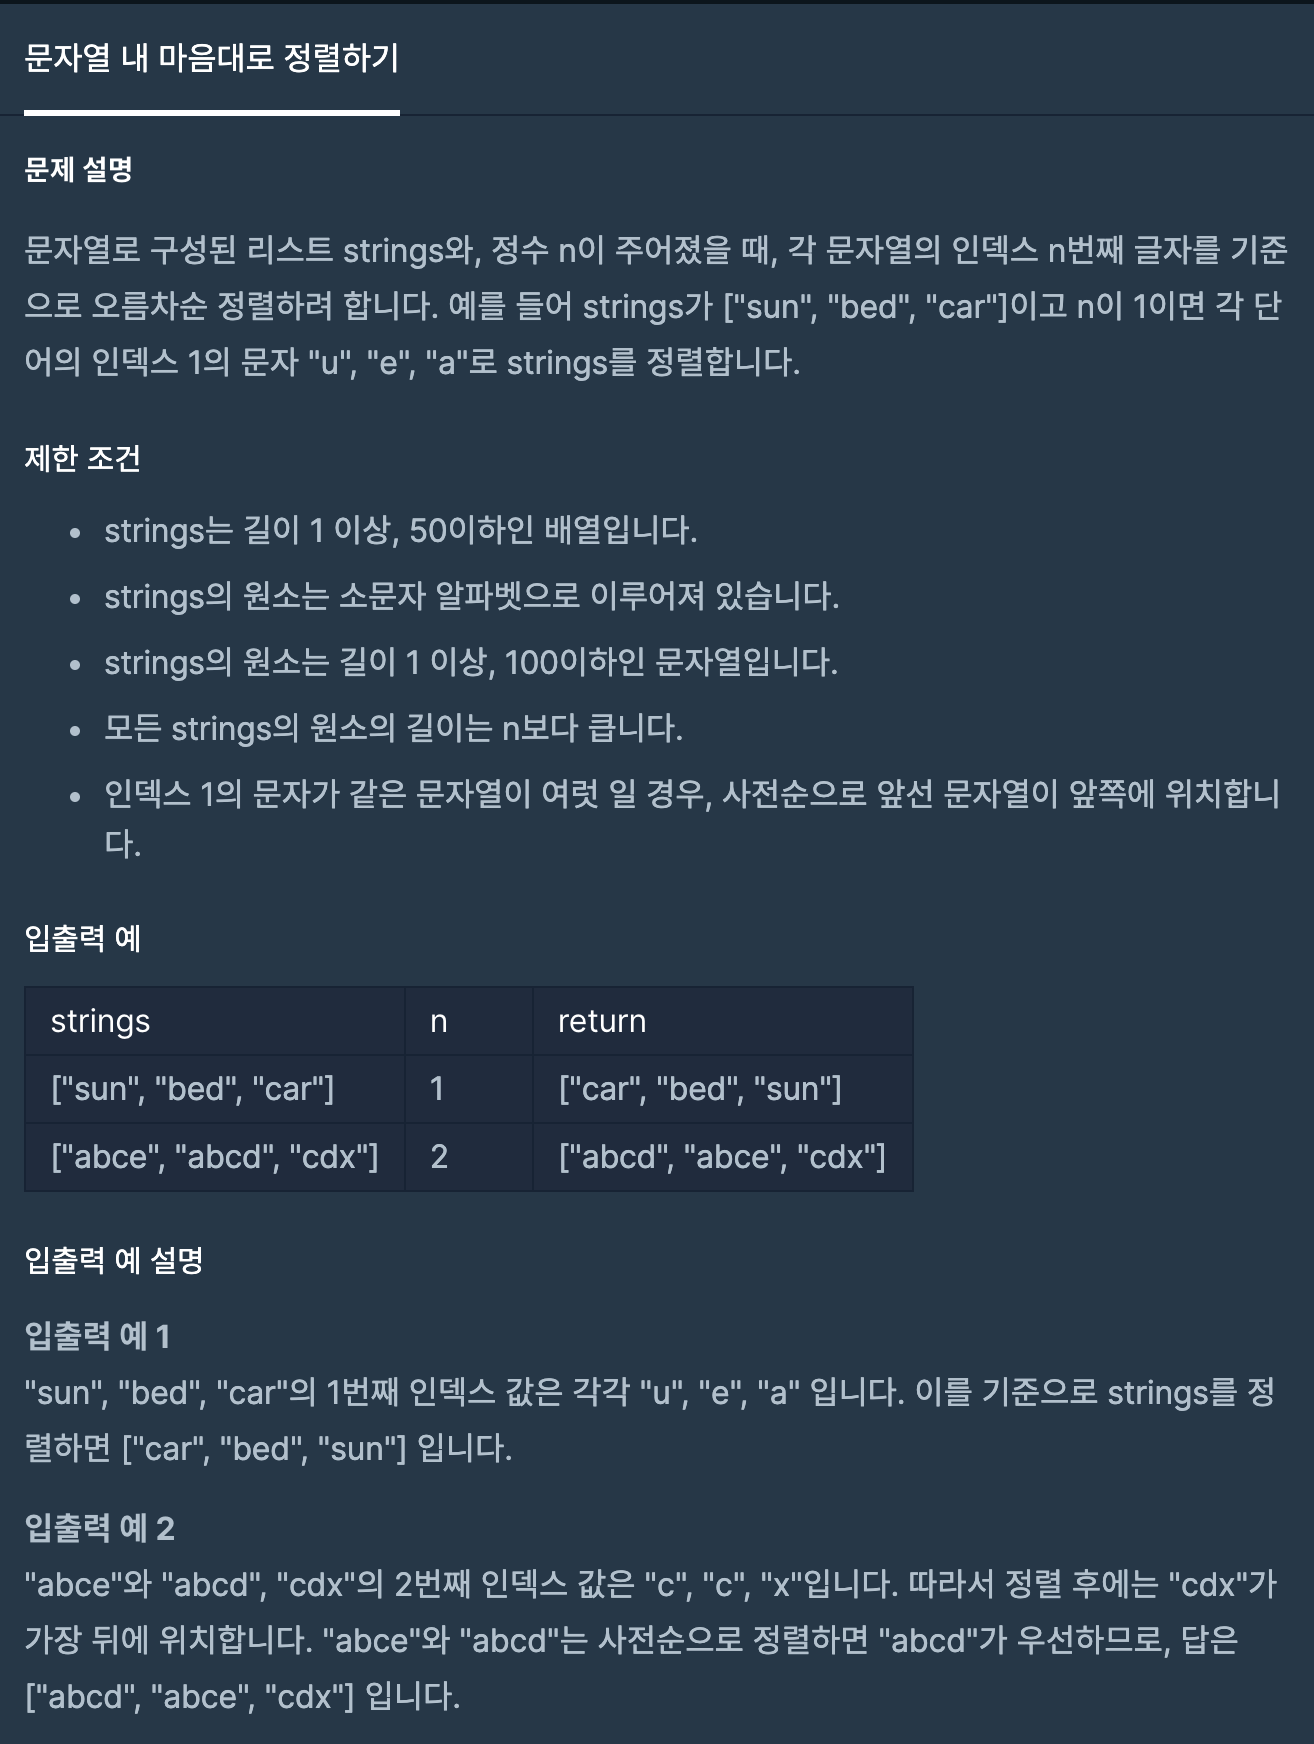 문자열 내 마음대로 정렬하기
문제 설명
문자열로 구성된 리스트 strings와, 정수 n이 주어졌을 때, 각 문자열의 인덱스 n번째 글자를 기준
으로 오름차순 정렬하려 합니다. 예를 들어 strings가 ["sun", "bed", "car"]이고 n이 1이면 각 단
어의 인덱스 1의 문자 "u", "e", "a"로 strings를 정렬합니다.
제한 조건
• strings는 길이 1 이상, 50이하인 배열입니다.
• strings의 원소는 소문자 알파벳으로 이루어져 있습니다.
• strings의 원소는 길이 1 이상, 100이하인 문자열입니다.
• 모든 strings의 원소의 길이는 n보다 큽니다.
• 인덱스 1의 문자가 같은 문자열이 여럿 일 경우, 사전순으로 앞선 문자열이 앞쪽에 위치합니
다.
입출력 예
strings n return
["sun", "bed", "car"] 1 ["car", "bed", "sun"]
["abce", "abcd", "cdx"] 2 ["abcd", "abce", "cdx"]
입출력 예 설명
입출력 예 1
"sun", "bed", "car"의 1번째 인덱스 값은 각각 "u", "e", "a" 입니다. 이를 기준으로 strings를 정
렬하면 ["car", "bed", "sun"] 입니다.
입출력 예 2
"abce"와 "abcd", "cdx"의 2번째 인덱스 값은 "c", "c", "x"입니다. 따라서 정렬 후에는 "cdx"가
가장 뒤에 위치합니다. "abce"와 "abcd"는 사전순으로 정렬하면 "abcd"가 우선하므로, 답은
["abcd", "abce", "cdx"] 입니다.